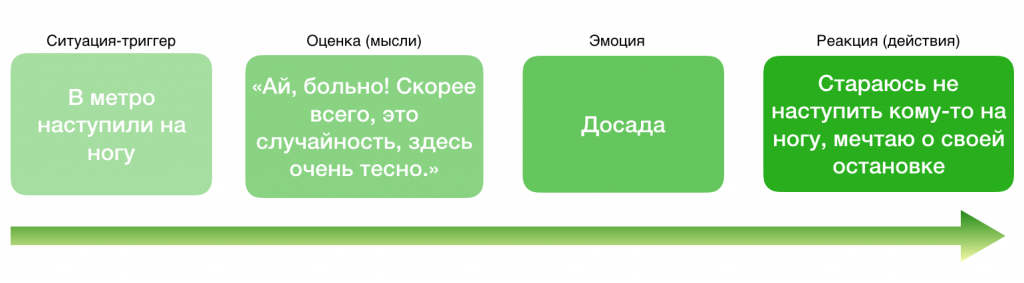 Ситуация-триггер
В метро
наступили на
ногу
Оценка (мысли)
«Ай, больно! Скорее
всего, это
случайность, здесь
очень тесно.»
Эмоция
Досада
Реакция (действия)
Стараюсь не
наступить кому-то на
ногу, мечтаю о своей
остановке